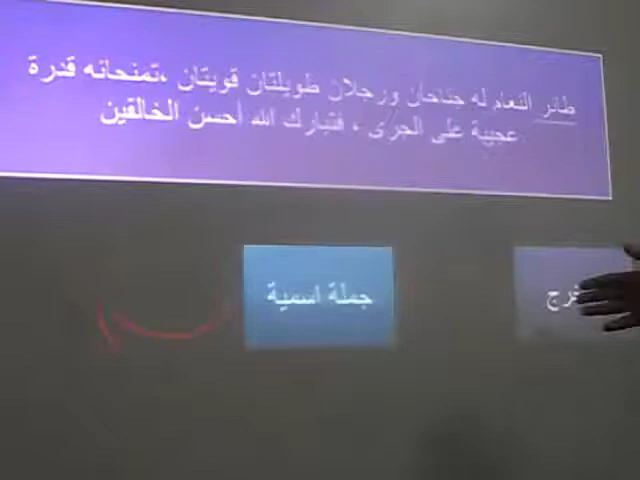 طائر النعام له جناحان ورجلان طويلتان قويتان ،تمنحانه قدرة
عجيبة على الجرى ، فتبارك الله أحسن الخالقين
جملة اسمية